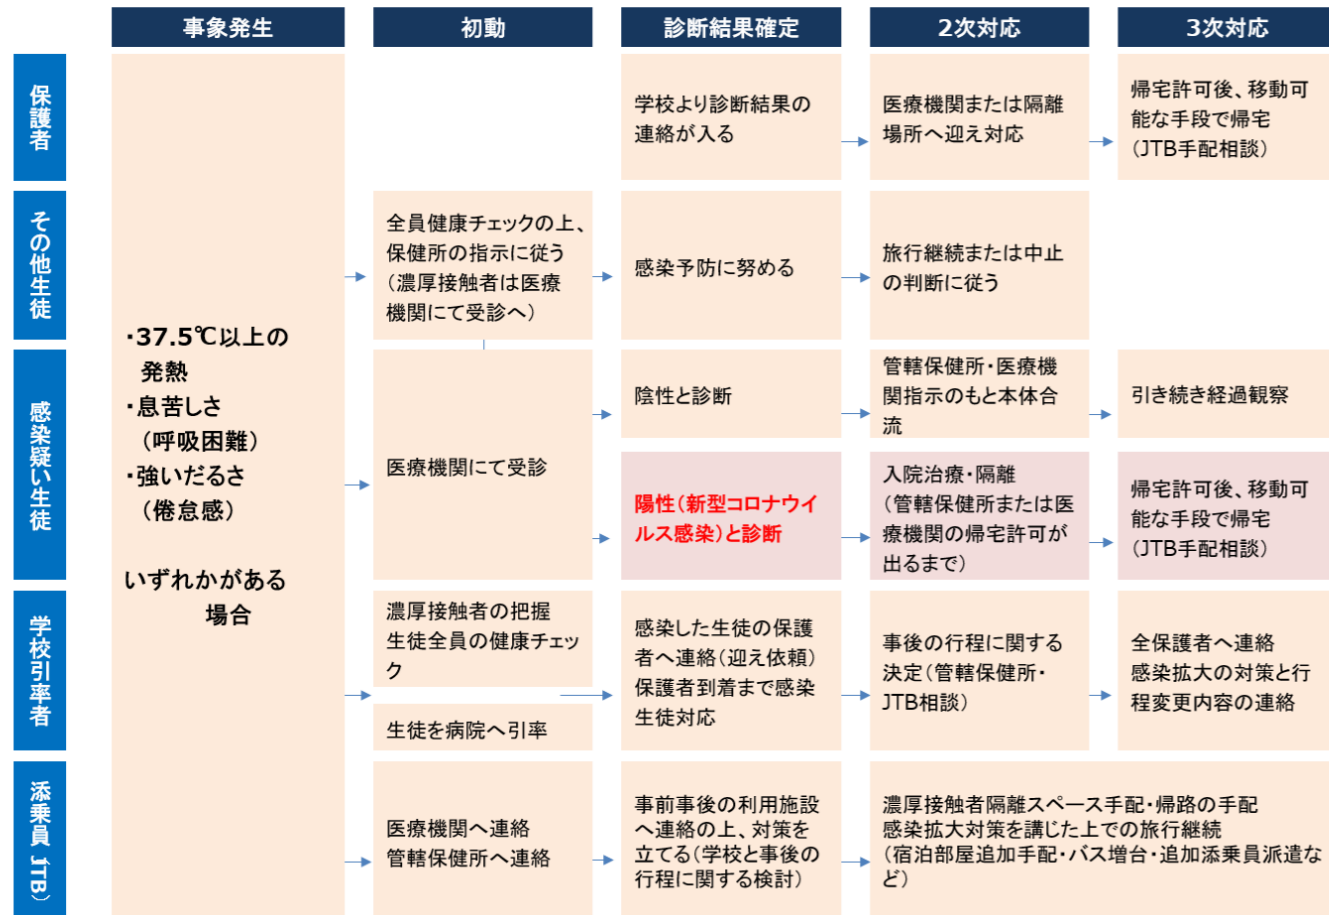 事象発生
初動
診断結果確定
2次対応
3次対応
保護者
学校より診断結果の
連絡が入る
医療機関または隔離
場所へ迎え対応
帰宅許可後、移動可
能な手段で帰宅
(JTB手配相談)
その他生徒
全員健康チェックの上、
保健所の指示に従う
(濃厚接触者は医療
機関にて受診へ)
感染予防に努める
旅行継続または中止
の判断に従う
・37.5℃以上の
発熱
・息苦しさ
(呼吸困難)
・強いだるさ
(倦怠感)
いずれかがある
場合
感染疑い生徒
医療機関にて受診
陰性と診断
管轄保健所・医療機
関指示のもと本体合
流
引き続き経過観察
陽性(新型コロナウイ
ルス感染)と診断
入院治療・隔離
(管轄保健所または医
療機関の帰宅許可が
出るまで)
帰宅許可後、移動可
能な手段で帰宅
(JTB手配相談)
学校引率者
濃厚接触者の把握
生徒全員の健康チェッ
ク
生徒を病院へ引率
感染した生徒の保護
者へ連絡(迎え依頼)
保護者到着まで感染
生徒対応
事後の行程に関する
決定(管轄保健所・
JTB相談)
全保護者へ連絡
感染拡大の対策と行
程変更内容の連絡
添乗員 JTB)
医療機関へ連絡
管轄保健所へ連絡
事前事後の利用施設
へ連絡の上、対策を
立てる(学校と事後の
行程に関する検討)
濃厚接触者隔離スペース手配・帰路の手配
感染拡大対策を講じた上での旅行継続
(宿泊部屋追加手配・バス増台・追加添乗員派遣な
ど)